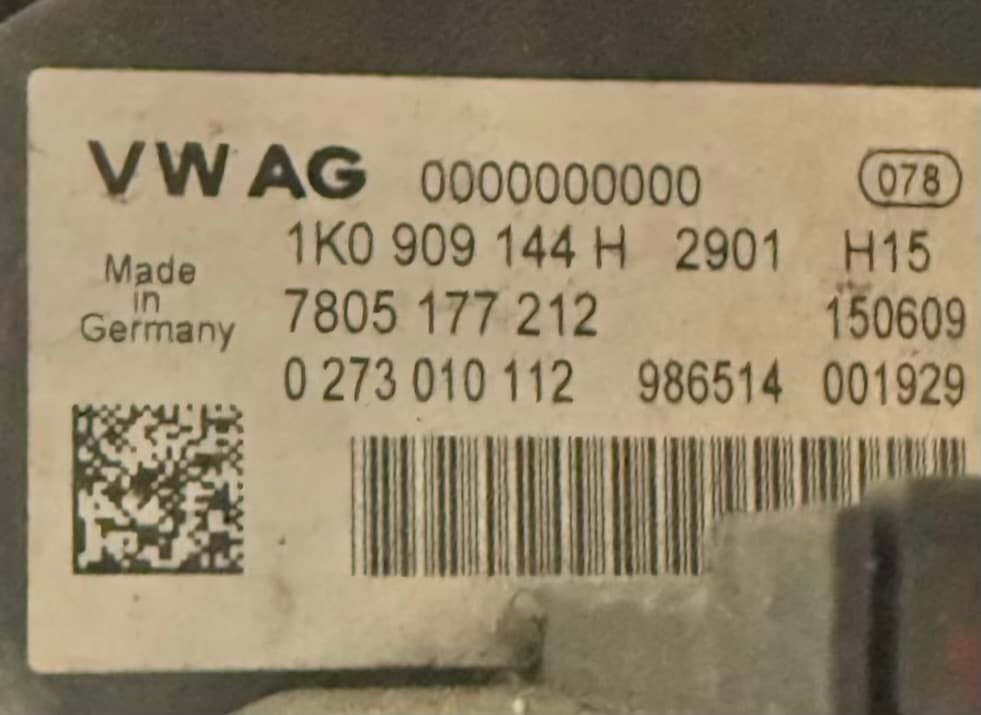 VW AG 0000000000 078
1K0 909 144 H 2901 H15
Made
in
Germany
7805 177 212 150609
0 273 010 112 986514 001929